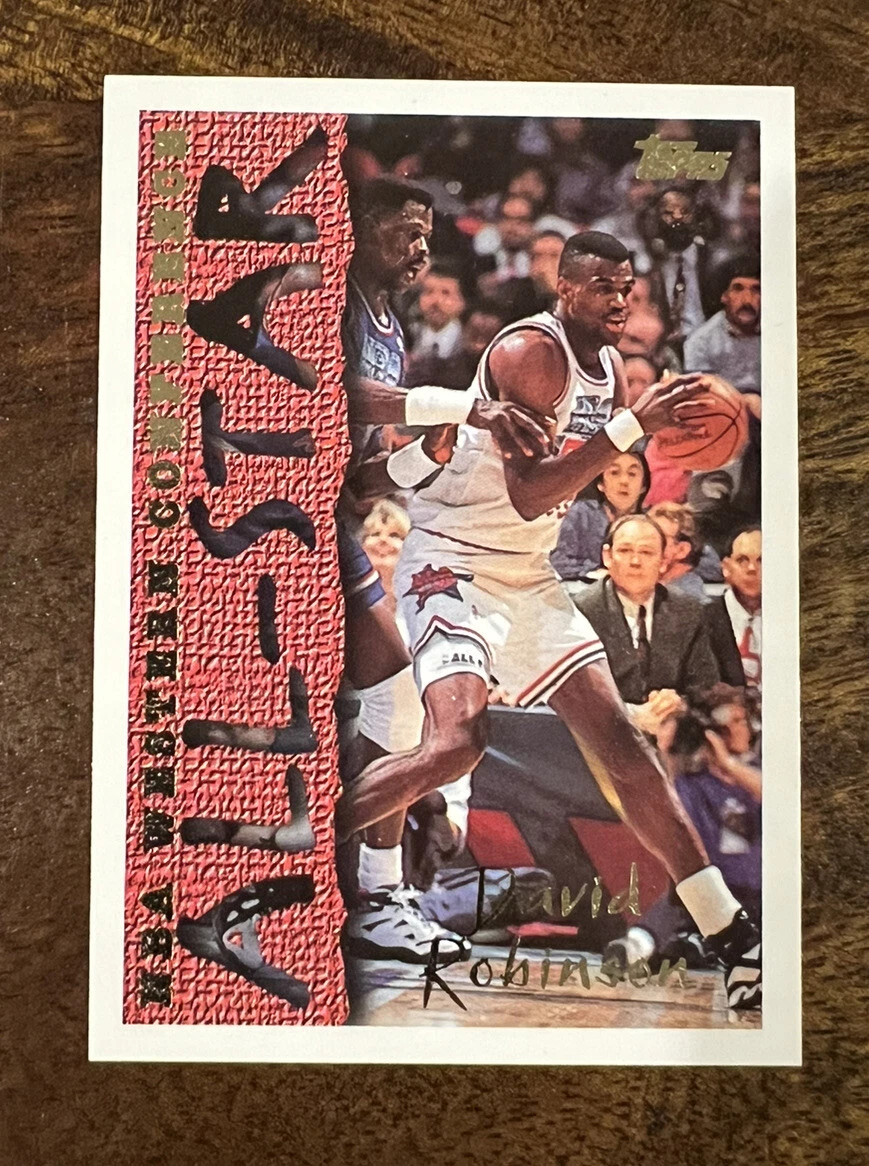 NBA WESTERN CONFERENCE
ALL-STAR
TOPPS
David
Robinson